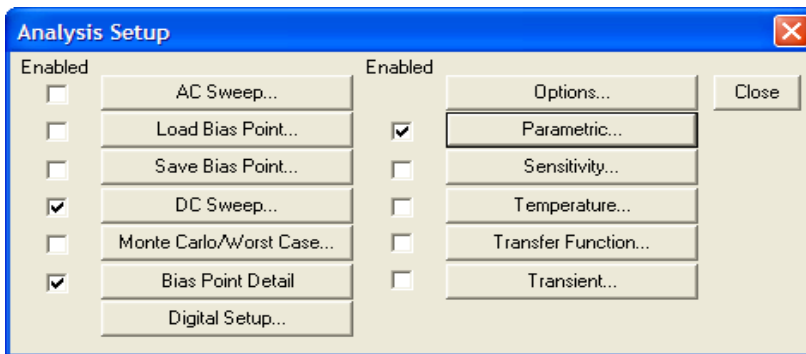 Analysis Setup
Enabled
AC Sweep...
Load Bias Point...
Save Bias Point...
DC Sweep...
Monte Carlo/Worst Case...
Bias Point Detail
Digital Setup...
Enabled
Options...
Parametric...
Sensitivity...
Temperature...
Transfer Function...
Transient...
Close